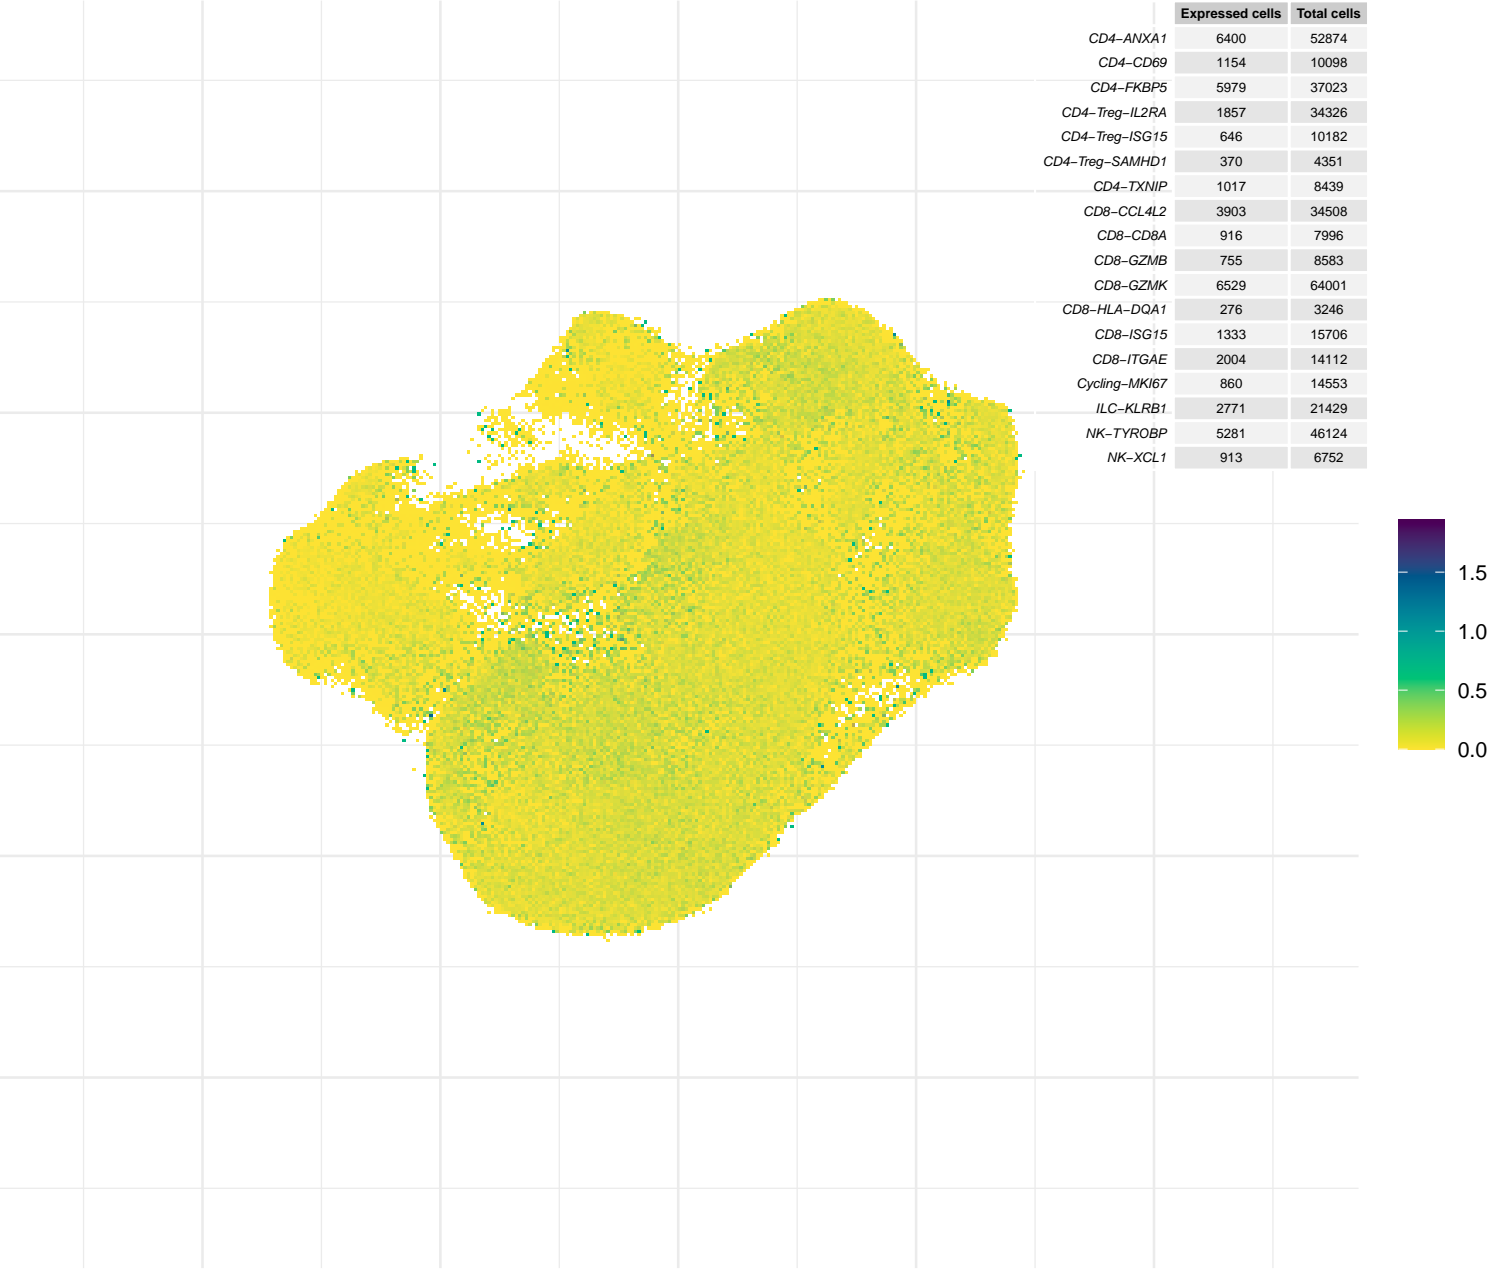 Expressed cells Total cells
CD4−ANXA1 6400 52874
CD4−CD69 1154 10098
CD4−FKBP5 5979 37023
CD4−Treg−IL2RA 1857 34326
CD4−Treg−ISG15 646 10182
CD4−Treg−SAMHD1 370 4351
CD4−TXNIP 1017 8439
CD8−CCL4L2 3903 34508
CD8−CD8A 916 7996
CD8−GZMB 755 8583
CD8−GZMK 6529 64001
CD8−HLA−DQA1 276 3246
CD8−ISG15 1333 15706
CD8−ITGAE 2004 14112
Cycling−MKI67 860 14553
ILC−KLRB1 2771 21429
NK−TYROBP 5281 46124
NK−XCL1 913 6752
1.5
1.0
0.5
0.0